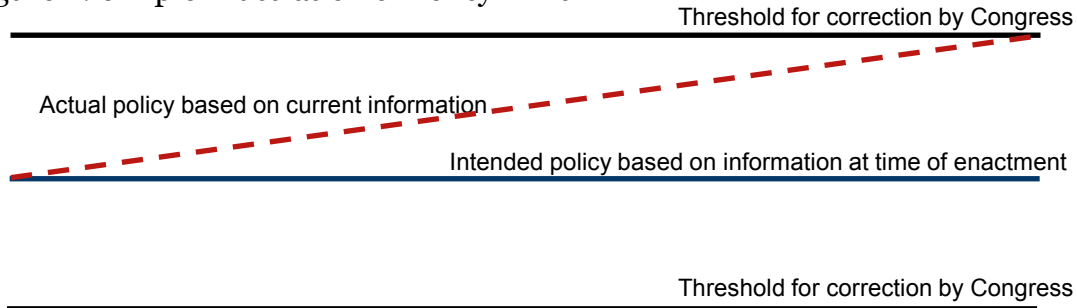 Threshold for correction by Congress
Actual policy based on current information
Intended policy based on information at time of enactment
Threshold for correction by Congress